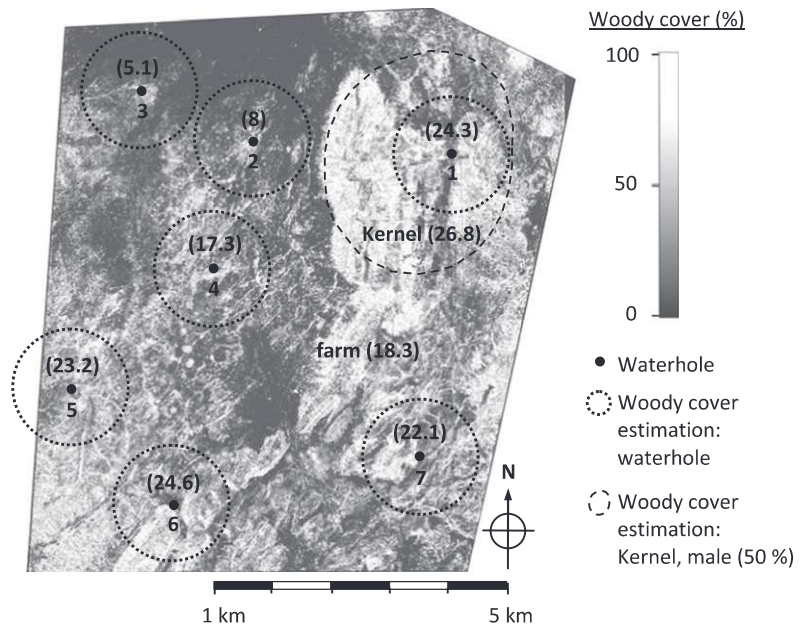 Woody cover (%)
100
50
0
(5.1)
3
(8)
2
(24.3)
1
Kernel (26.8)
(17.3)
4
farm (18.3)
(23.2)
5
(22.1)
7
(24.6)
6
N
1 km
5 km
Waterhole
Woody cover
estimation:
waterhole
Woody cover
estimation:
Kernel, male (50 %)